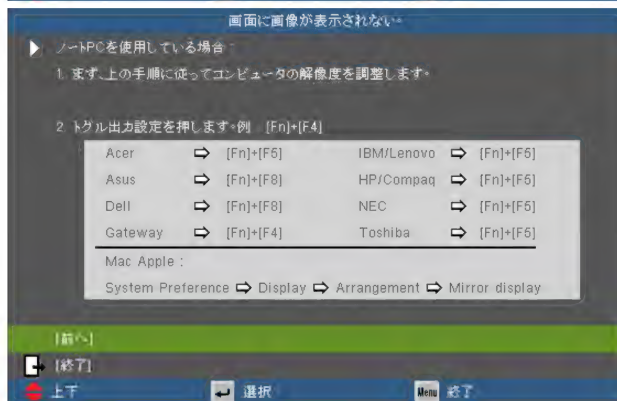 画面に画像が表示されない。
ノートPCを使用している場合:
1. まず、上の手順に従ってコンピュータの解像度を調整します。
2. トグル出力設定を押します。例 [Fn]+[F4]
Acer ⇨ [Fn]+[F5] IBM/Lenovo ⇨ [Fn]+[F5]
Asus ⇨ [Fn]+[F8] HP/Compaq ⇨ [Fn]+[F5]
Dell ⇨ [Fn]+[F8] NEC ⇨ [Fn]+[F5]
Gateway ⇨ [Fn]+[F4] Toshiba ⇨ [Fn]+[F5]
Mac Apple :
System Preference ⇨ Display ⇨ Arrangement ⇨ Mirror display
[前へ]
[終了]
上下 選択 Menu 終了